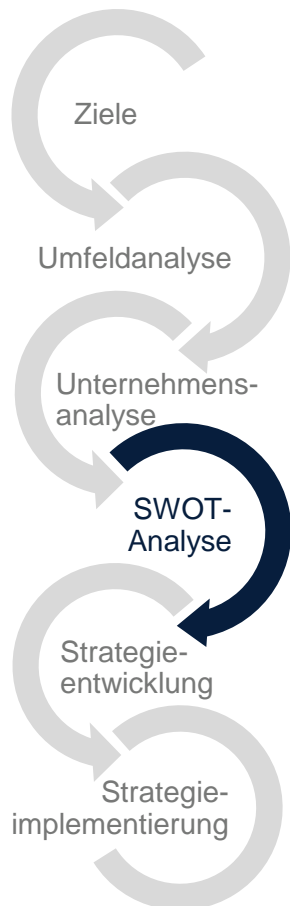 Ziele
Umfeldanalyse
Unternehmens-
analyse
SWOT-
Analyse
Strategie-
entwicklung
Strategie-
implementierung